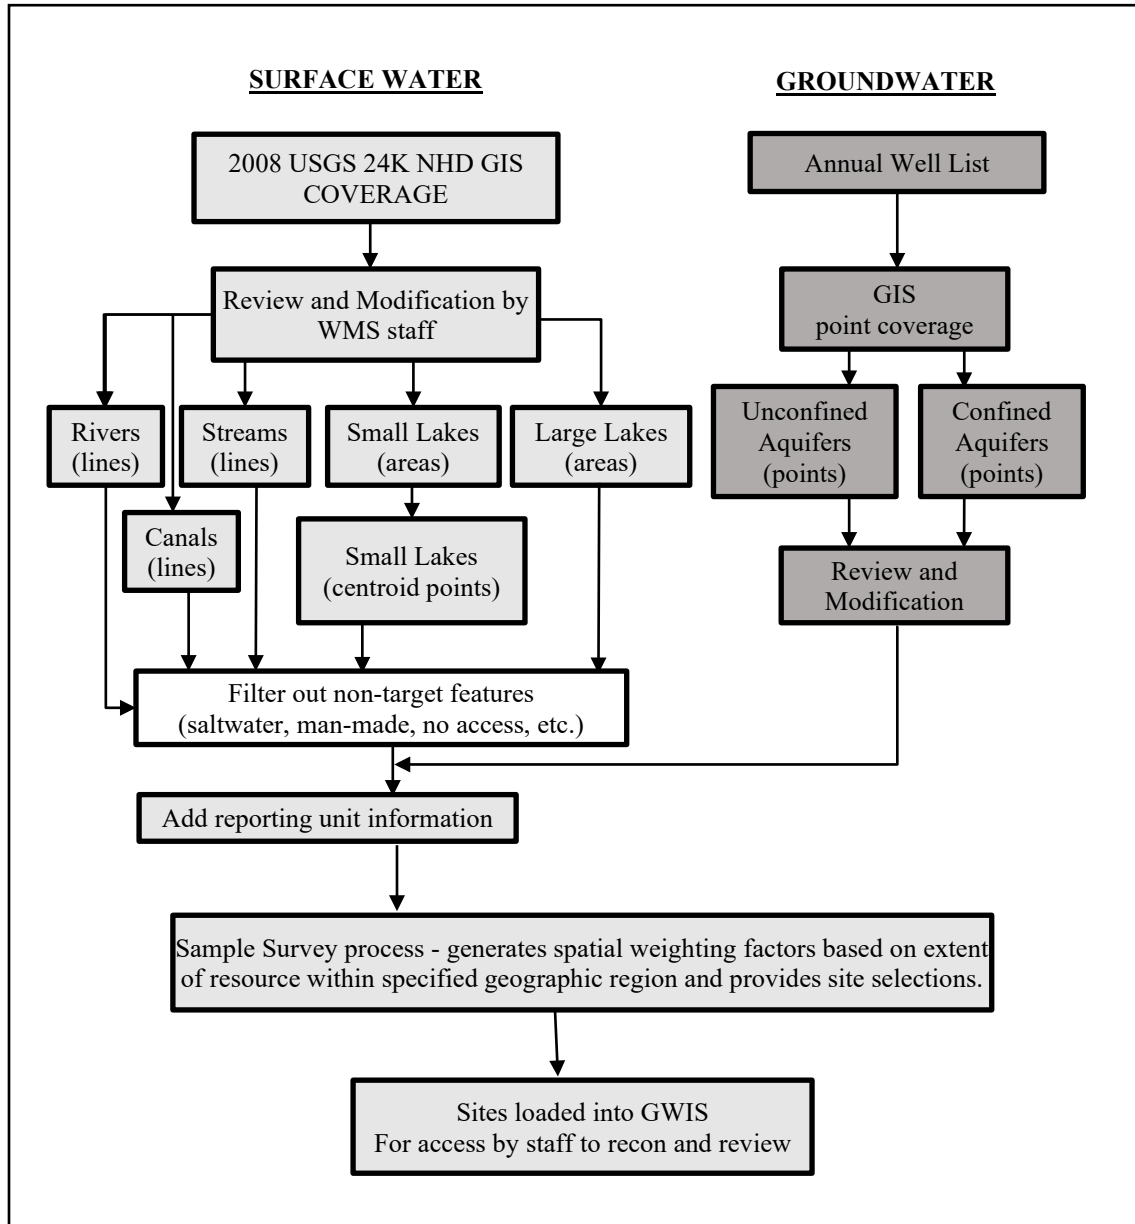 SURFACE WATER
GROUNDWATER
2008 USGS 24K NHD GIS
COVERAGE
Annual Well List
Review and Modification by
WMS staff
GIS
point coverage
Rivers
(lines)
Streams
(lines)
Small Lakes
(areas)
Large Lakes
(areas)
Unconfined
Aquifers
(points)
Confined
Aquifers
(points)
Canals
(lines)
Small Lakes
(centroid points)
Review and
Modification
Filter out non-target features
(saltwater, man-made, no access, etc.)
Add reporting unit information
Sample Survey process - generates spatial weighting factors based on extent
of resource within specified geographic region and provides site selections.
Sites loaded into GWIS
For access by staff to recon and review